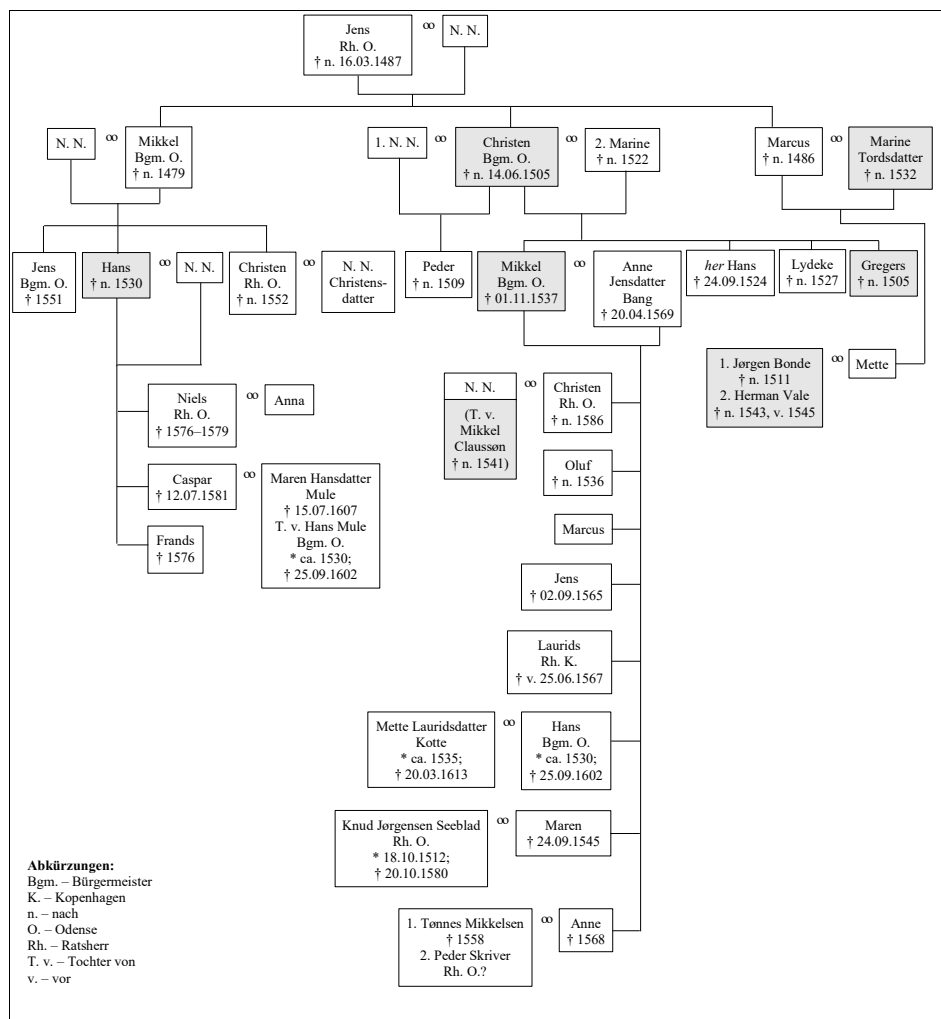 Jens
Rh. O.
† n. 16.03.1487
∞
N. N.
N. N.
∞
Mikkel
Bgm. O.
† n. 1479
1. N. N.
∞
Christen
Bgm. O.
† n. 14.06.1505
∞
2. Marine
† n. 1522
Marcus
† n. 1486
∞
Marine
Tordsdatter
† n. 1532
Jens
Bgm. O.
† 1551
Hans
† n. 1530
∞
N. N.
Christen
Rh. O.
† n. 1552
∞
N. N.
Christens-
datter
Peder
† n. 1509
Mikkel
Bgm. O.
† 01.11.1537
∞
Anne
Jensdatter
Bang
† 20.04.1569
her Hans
† 24.09.1524
Lydeke
† n. 1527
Gregers
† n. 1505
1. Jørgen Bonde
† n. 1511
2. Herman Vale
† n. 1543, v. 1545
∞
Mette
Niels
Rh. O.
† 1576–1579
∞
Anna
N. N.
(T. v.
Mikkel
Claussøn
† n. 1541)
∞
Christen
Rh. O.
† n. 1586
Caspar
† 12.07.1581
∞
Maren Hansdatter
Mule
† 15.07.1607
T. v. Hans Mule
Bgm. O.
* ca. 1530;
† 25.09.1602
Oluf
† n. 1536
Frands
† 1576
Marcus
Jens
† 02.09.1565
Laurids
Rh. K.
† v. 25.06.1567
Mette Lauridsdatter
Kotte
* ca. 1535;
† 20.03.1613
∞
Hans
Bgm. O.
* ca. 1530;
† 25.09.1602
Knud Jørgensen Seeblad
Rh. O.
* 18.10.1512;
† 20.10.1580
∞
Maren
† 24.09.1545
1. Tønnes Mikkelsen
† 1558
2. Peder Skriver
Rh. O.?
∞
Anne
† 1568
Abkürzungen:
Bgm. – Bürgermeister
K. – Kopenhagen
n. – nach
O. – Odense
Rh. – Ratsherr
T. v. – Tochter von
v. – vor